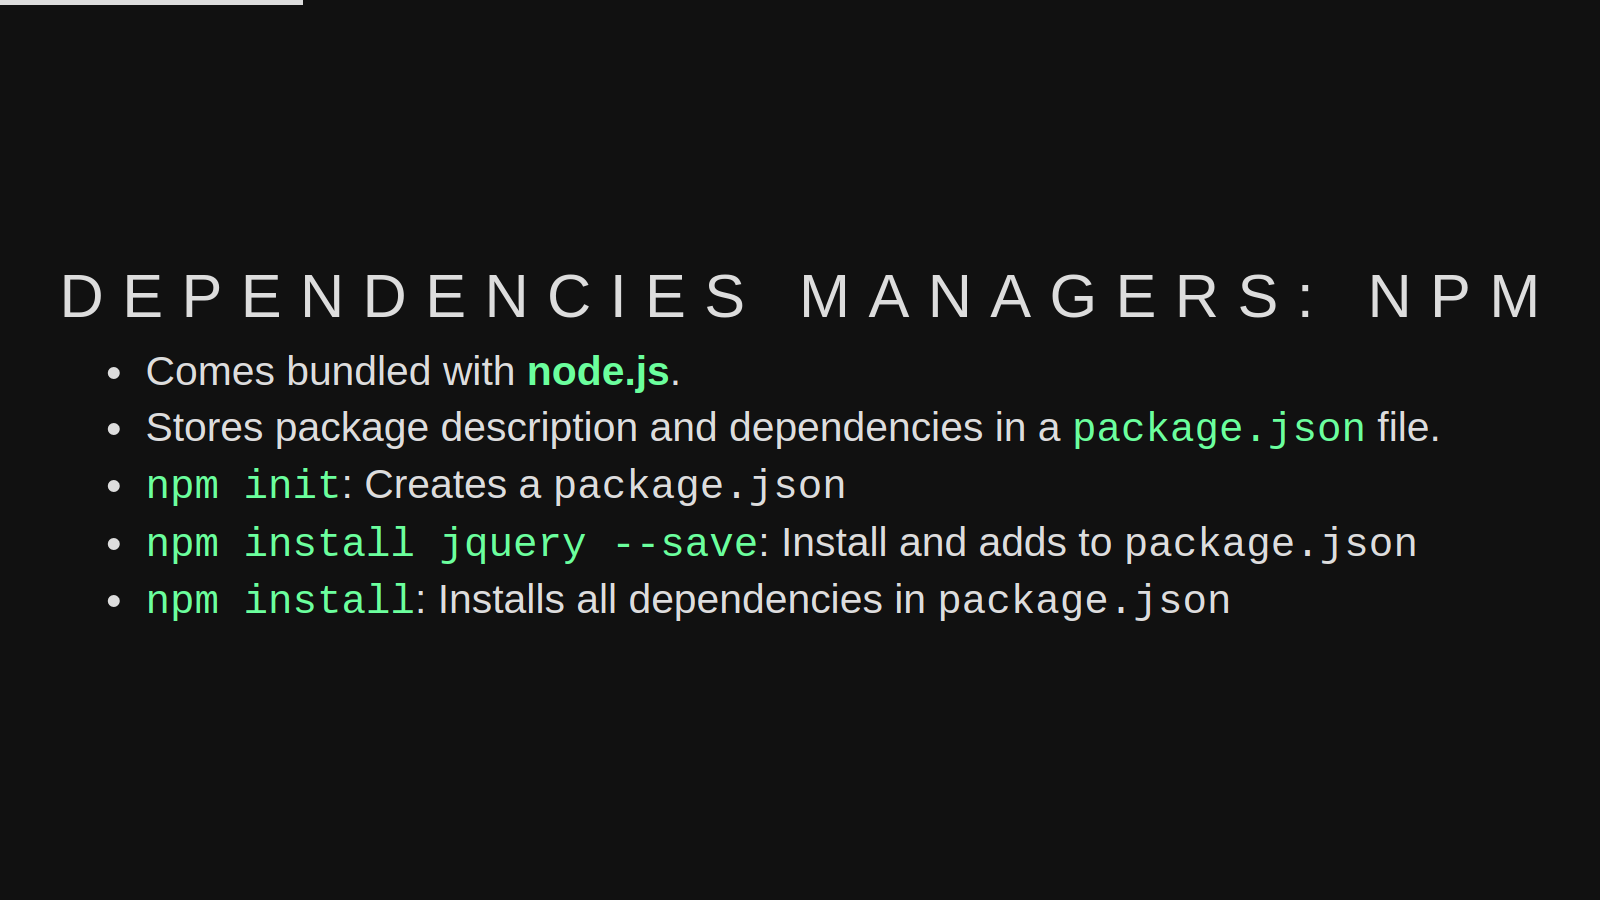 DEPENDENCIES MANAGERS: NPM
Comes bundled with node.js.
Stores package description and dependencies in a package.json file.
npm init: Creates a package.json
npm install jquery --save: Install and adds to package.json
npm install: Installs all dependencies in package.json